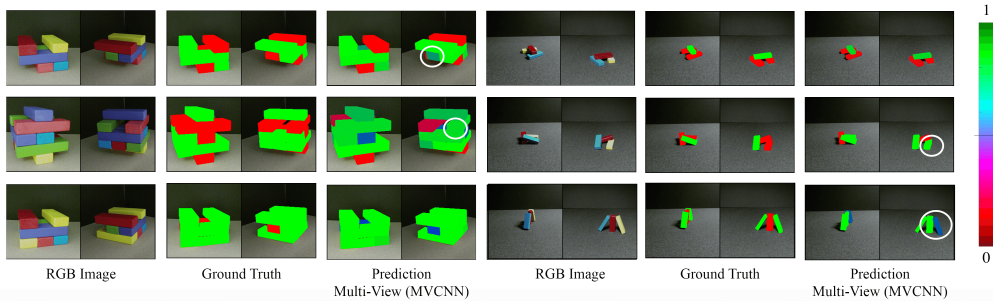 1
0
RGB Image
Ground Truth
Prediction
Multi-View (MVCNN)
RGB Image
Ground Truth
Prediction
Multi-View (MVCNN)